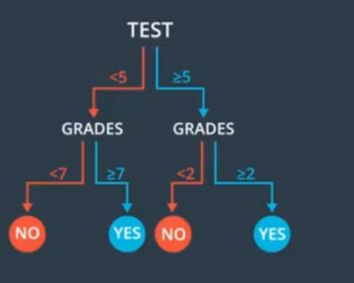 TEST
<5 ≥5
GRADES GRADES
<7 ≥7 <2 ≥2
NO YES NO YES